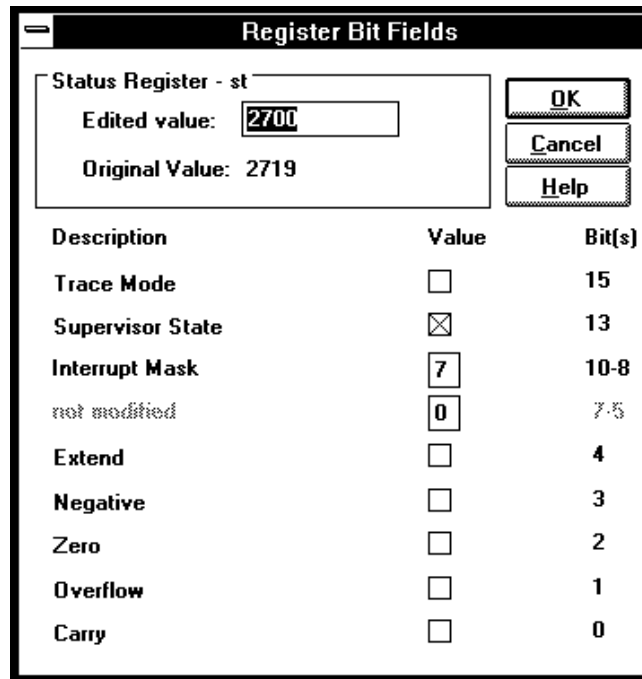 Register Bit Fields
Status Register - st
Edited value: 2700
Original Value: 2719
OK
Cancel
Help
Description Value Bit(s)
Trace Mode 15
Supervisor State 13
Interrupt Mask 7 10-8
not modified 0 7-5
Extend 4
Negative 3
Zero 2
Overflow 1
Carry 0